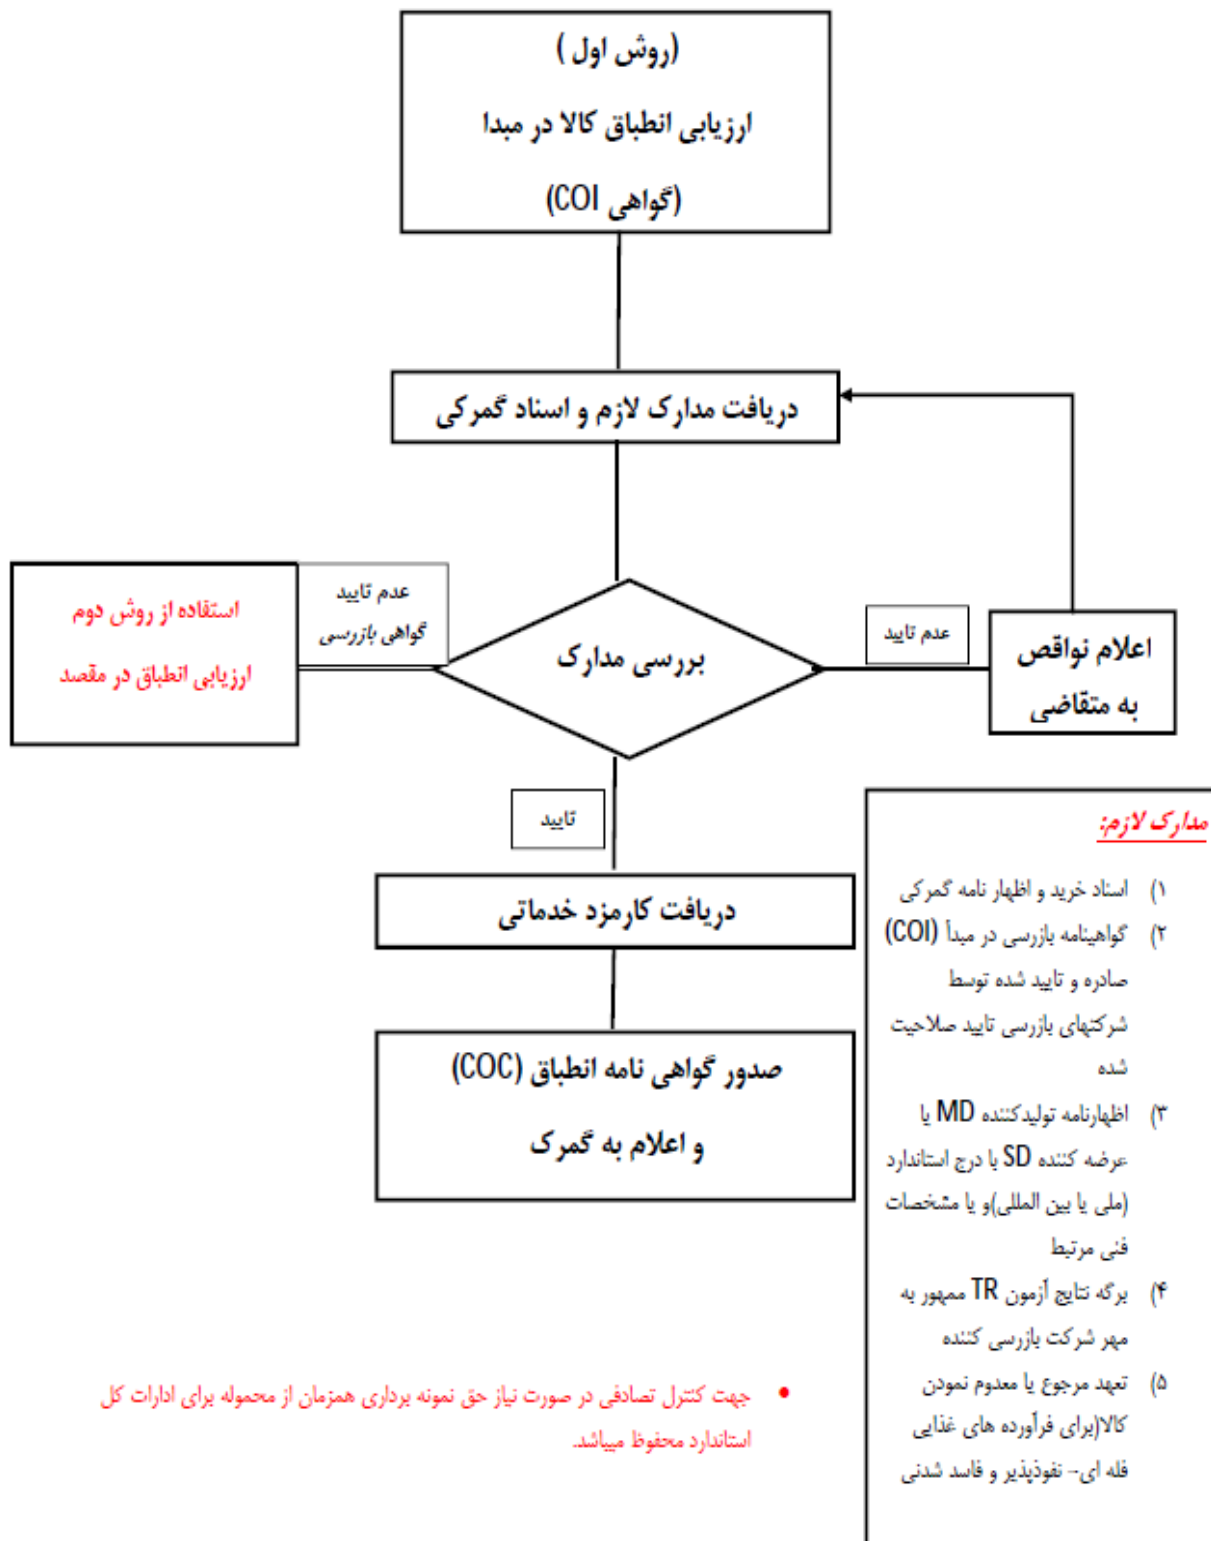 (روش اول )
ارزیابی انطباق کالا در مبدا
(گواهی COI)
دریافت مدارک لازم و اسناد گمرکی
استفاده از روش دوم
ارزیابی انطباق در مقصد
عدم تایید
گواهی بازرسی
بررسی مدارک
عدم تایید
اعلام نواقص
به متقاضی
تایید
دریافت کارمزد خدماتی
صدور گواهی نامه انطباق (COC)
و اعلام به گمرک
مدارک لازم:
۱) اسناد خرید و اظهار نامه گمرکی
۲) گواهینامه بازرسی در مبدأ (COI)
صادره و تایید شده توسط
شرکتهای بازرسی تایید صلاحیت
شده
۳) اظهارنامه تولیدکننده MD یا
عرضه کننده SD با درج استاندارد
(ملی یا بین المللی)و یا مشخصات
فنی مرتبط
۴) برگه نتایج آزمون TR ممهور به
مهر شرکت بازرسی کننده
۵) تعهد مرجوع یا معدوم نمودن
کالا(برای فرآورده های غذایی
فله ای- نفوذپذیر و فاسد شدنی
• جهت کنترل تصادفی در صورت نیاز حق نمونه برداری همزمان از محموله برای ادارات کل
استاندارد محفوظ میباشد.